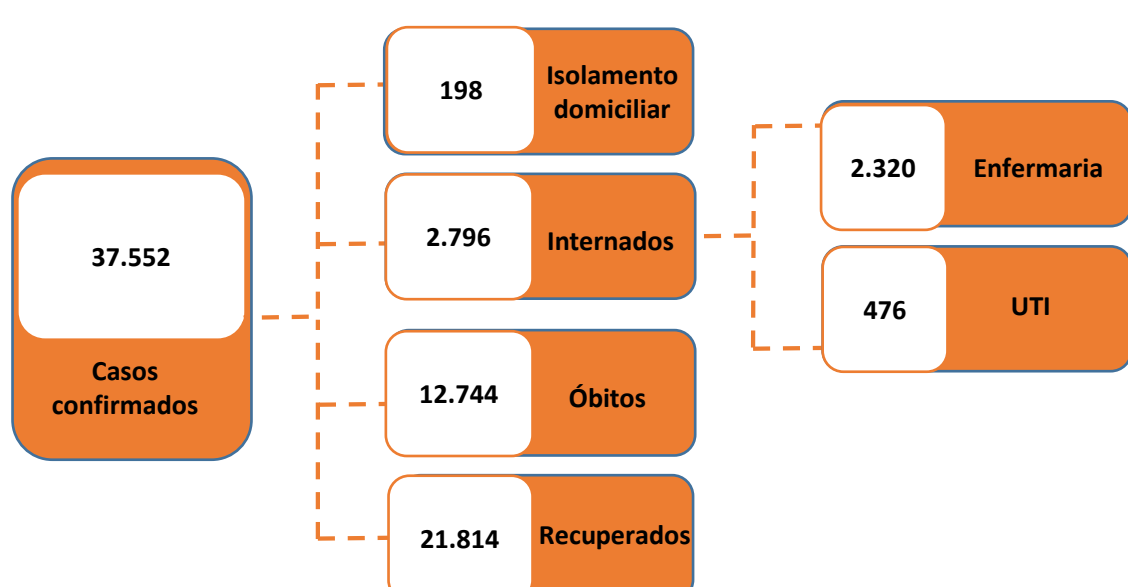 37.552
Casos
confirmados
198
Isolamento
domiciliar
2.796
Internados
12.744
Óbitos
21.814
Recuperados
2.320
Enfermaria
476
UTI